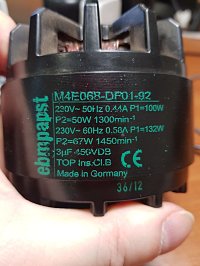 ebmpapst
M4E068-DF01-92
230V~ 50Hz 0.44A P1=100W
P2=50W 1300min⁻¹
230V~ 60Hz 0.58A P1=132W
P2=67W 1450min⁻¹
3µF 450VDB
TOP Ins.Cl.B
Made in Germany
36/12